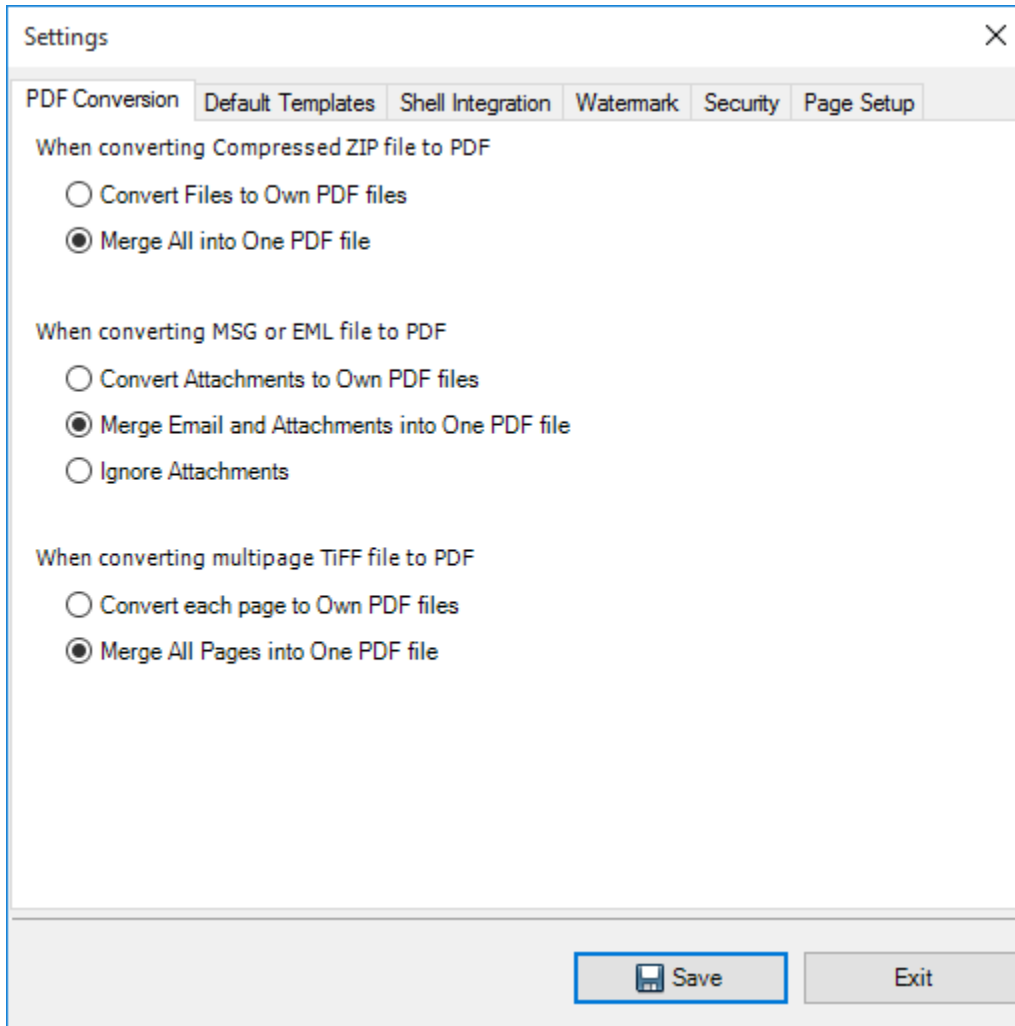 Settings
PDF Conversion Default Templates Shell Integration Watermark Security Page Setup
When converting Compressed ZIP file to PDF
Convert Files to Own PDF files
Merge All into One PDF file
When converting MSG or EML file to PDF
Convert Attachments to Own PDF files
Merge Email and Attachments into One PDF file
Ignore Attachments
When converting multipage TiFF file to PDF
Convert each page to Own PDF files
Merge All Pages into One PDF file
Save Exit